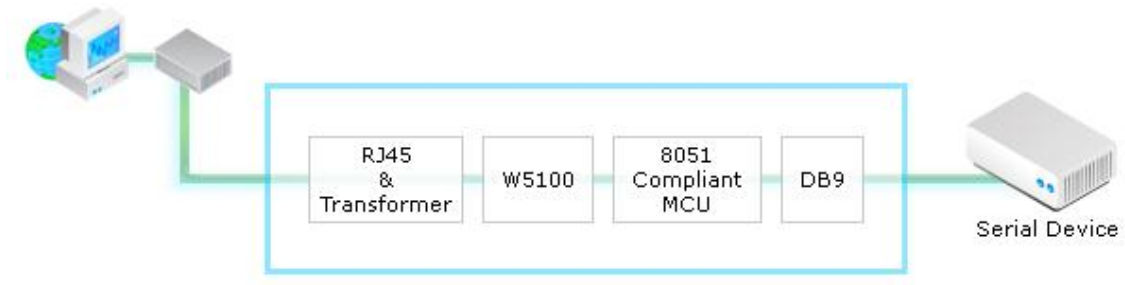 RJ45
&
Transformer
W5100
8051
Compliant
MCU
DB9
Serial Device